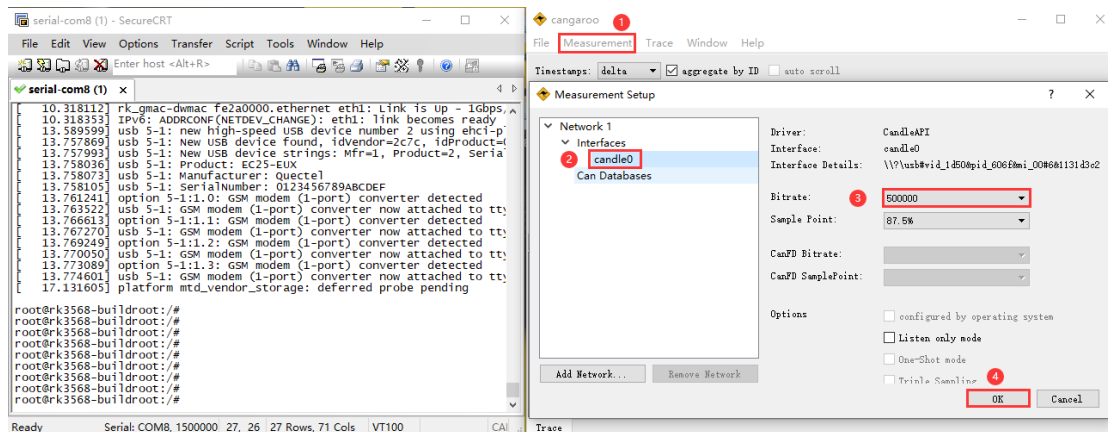 serial-com8 (1) - SecureCRT
File Edit View Options Transfer Script Tools Window Help
Enter host <Alt+R>
serial-com8 (1)
[ 10.318112] rk_gmac-dwmac fe2a0000.ethernet eth1: Link is Up - 1Gbps/
[ 10.318353] IPv6: ADDRCONF(NETDEV_CHANGE): eth1: link becomes ready
[ 13.589599] usb 5-1: new high-speed USB device number 2 using ehci-p
[ 13.757869] usb 5-1: New USB device found, idVendor=2c7c, idProduct=
[ 13.757993] usb 5-1: New USB device strings: Mfr=1, Product=2, Seria
[ 13.758036] usb 5-1: Product: EC25-EUX
[ 13.758073] usb 5-1: Manufacturer: Quectel
[ 13.758105] usb 5-1: SerialNumber: 0123456789ABCDEF
[ 13.761241] option 5-1:1.0: GSM modem (1-port) converter detected
[ 13.763522] usb 5-1: GSM modem (1-port) converter now attached to tty
[ 13.766613] option 5-1:1.1: GSM modem (1-port) converter detected
[ 13.767270] usb 5-1: GSM modem (1-port) converter now attached to tty
[ 13.769249] option 5-1:1.2: GSM modem (1-port) converter detected
[ 13.770050] usb 5-1: GSM modem (1-port) converter now attached to tty
[ 13.773089] option 5-1:1.3: GSM modem (1-port) converter detected
[ 13.774601] usb 5-1: GSM modem (1-port) converter now attached to tty
[ 17.131605] platform mtd_vendor_storage: deferred probe pending
root@rk3568-buildroot:/#
root@rk3568-buildroot:/#
root@rk3568-buildroot:/#
root@rk3568-buildroot:/#
root@rk3568-buildroot:/#
root@rk3568-buildroot:/#
root@rk3568-buildroot:/#
root@rk3568-buildroot:/#
root@rk3568-buildroot:/#
Ready Serial: COM8, 1500000 27, 26 27 Rows, 71 Cols VT100 CAI
cangaroo 1
File Measurement Trace Window Help
Timestamps: delta aggregate by ID auto scroll
Measurement Setup ?
Network 1
Interfaces
2 candle0
Can Databases
Add Network... Remove Network
Driver: CandleAPI
Interface: candle0
Interface Details: \\?\usb#vid_1d50&pid_606f&mi_00#6&1131d3c2
Bitrate: 3 500000
Sample Point: 87.5%
CanFD Bitrate:
CanFD SamplePoint:
Options configured by operating system
Listen only mode
One-Shot mode
Triple Sampling 4
OK Cancel
Trace